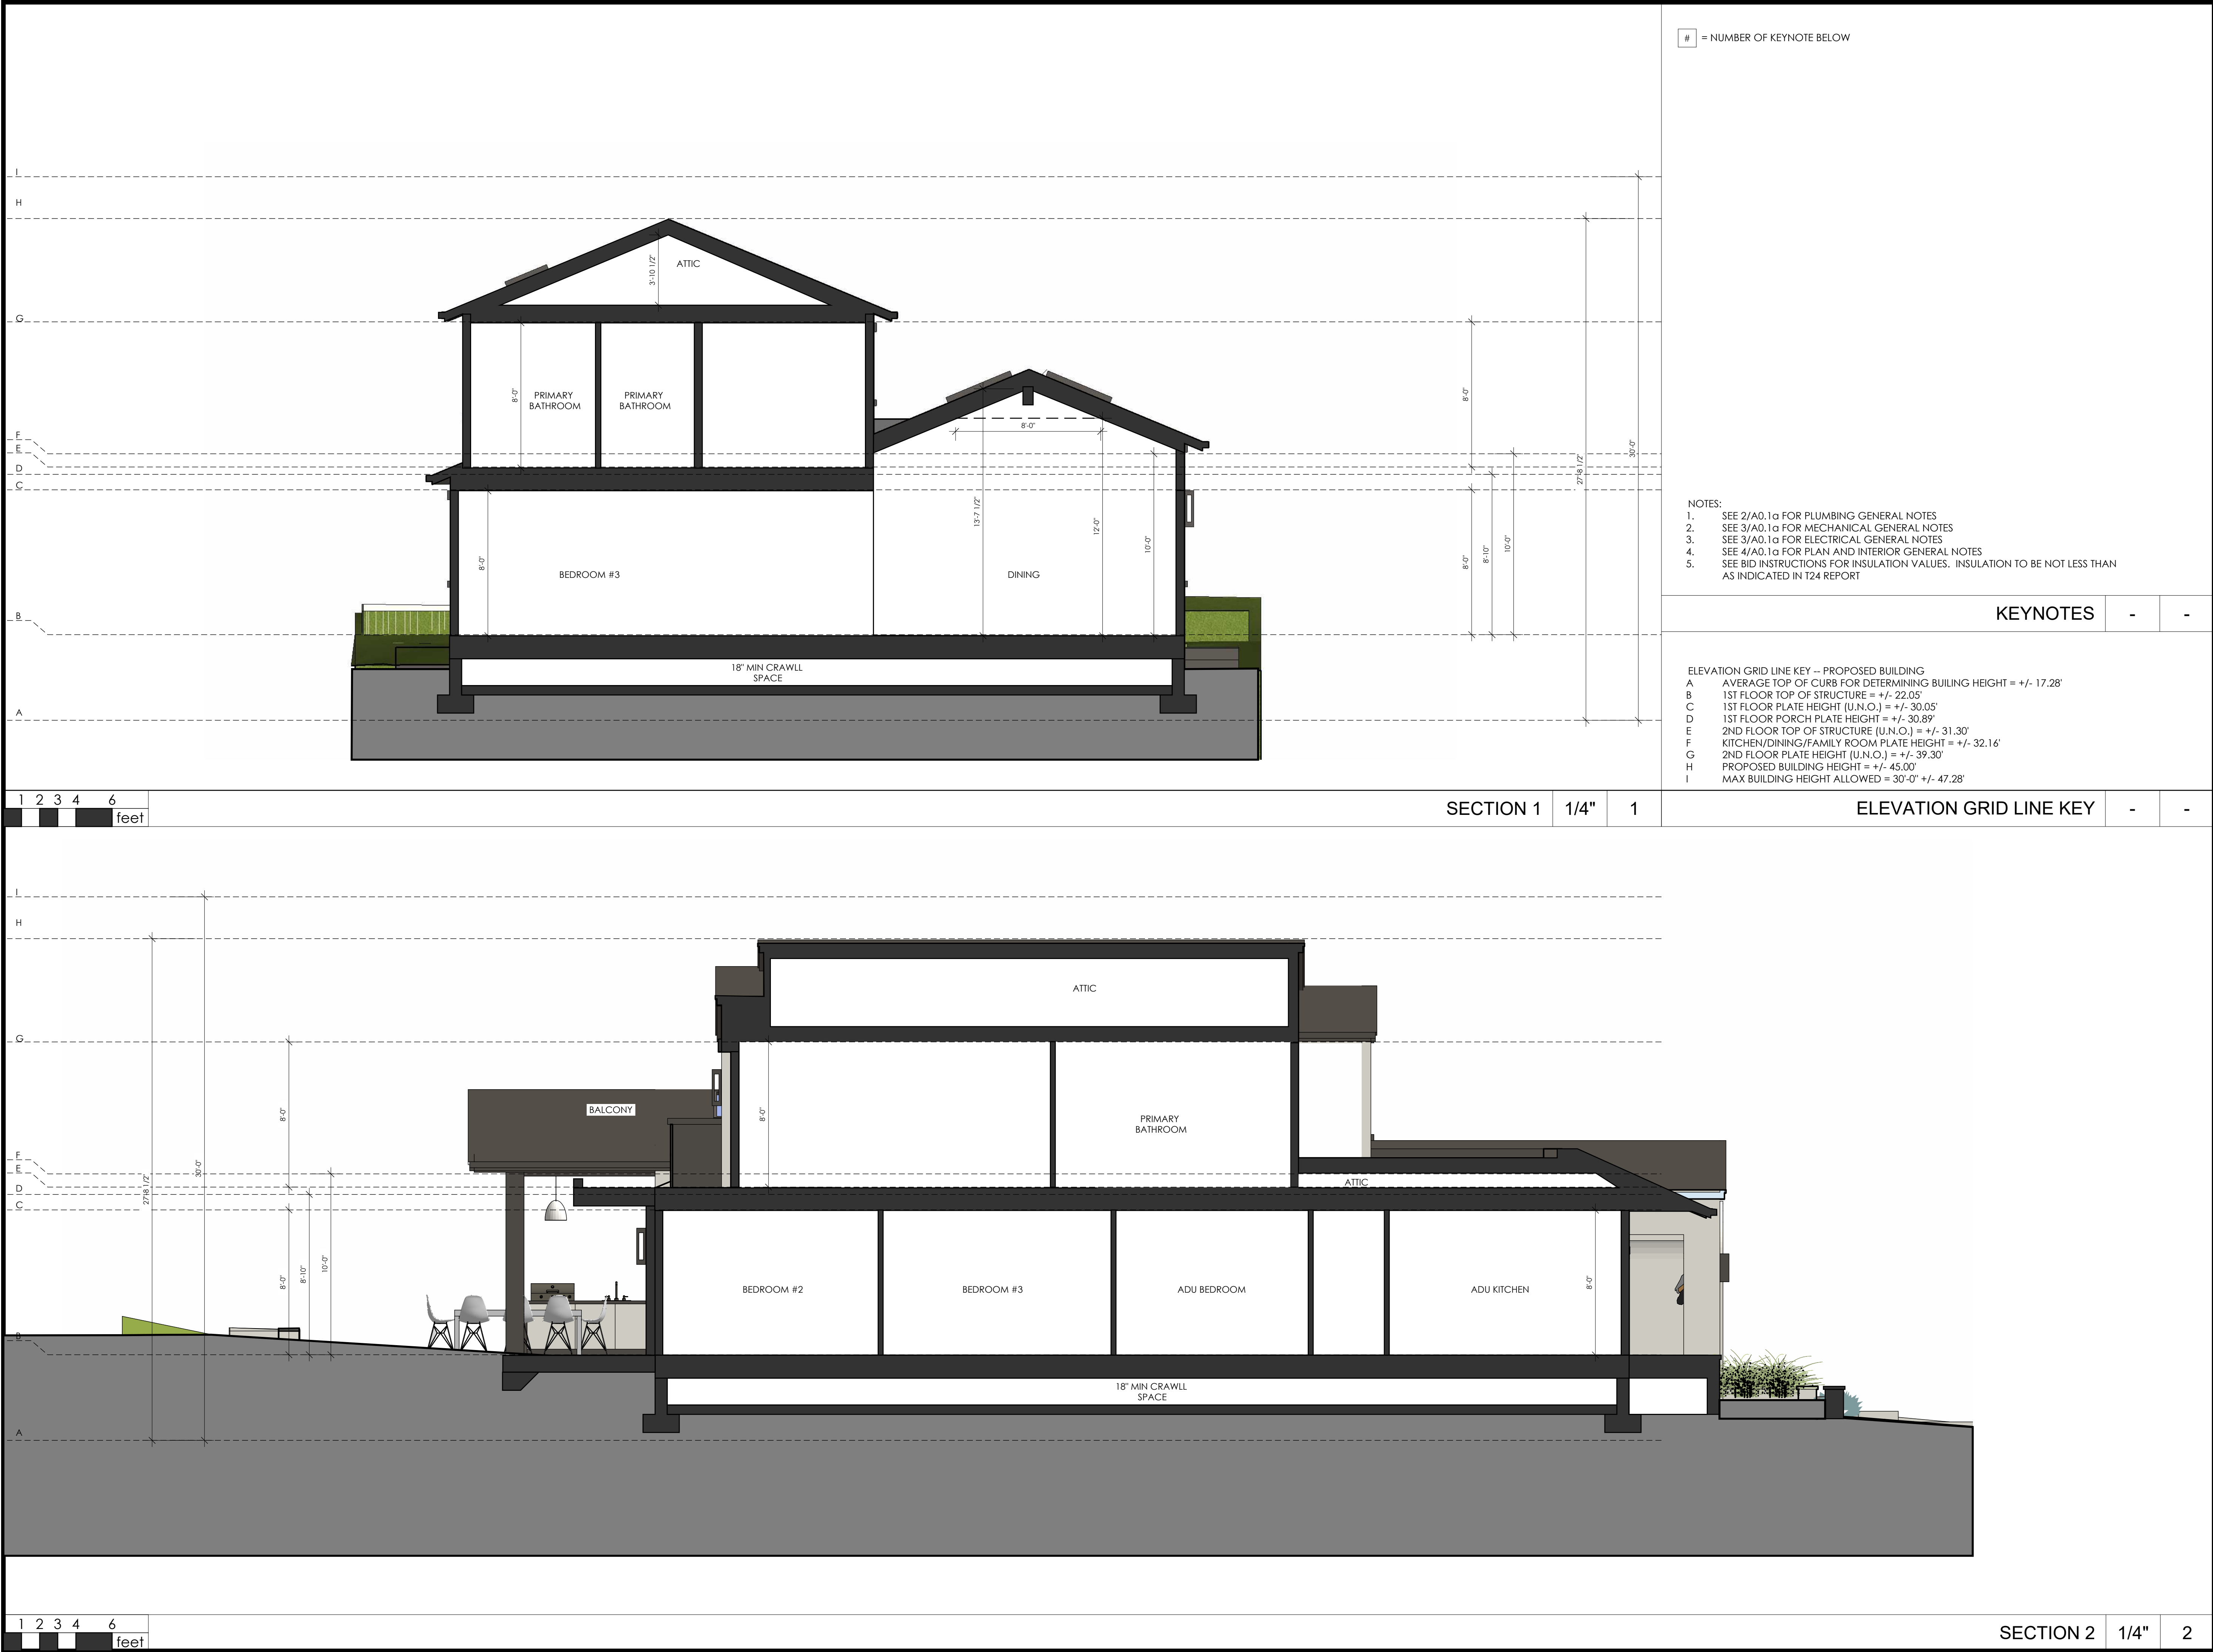 # = NUMBER OF KEYNOTE BELOW
I
H
G
F
E
D
C
B
A
ATTIC
3'-10 1/2"
PRIMARY
BATHROOM
PRIMARY
BATHROOM
8'-0"
8'-0"
BEDROOM #3
8'-0"
13'-7 1/2"
12'-0"
10'-0"
DINING
18" MIN CRAWLL
SPACE
8'-0"
8'-0"
8'-10"
10'-0"
27'-8 1/2"
30'-0"
NOTES:
1. SEE 2/A0.1a FOR PLUMBING GENERAL NOTES
2. SEE 3/A0.1a FOR MECHANICAL GENERAL NOTES
3. SEE 3/A0.1a FOR ELECTRICAL GENERAL NOTES
4. SEE 4/A0.1a FOR PLAN AND INTERIOR GENERAL NOTES
5. SEE BID INSTRUCTIONS FOR INSULATION VALUES. INSULATION TO BE NOT LESS THAN
AS INDICATED IN T24 REPORT
KEYNOTES - -
ELEVATION GRID LINE KEY -- PROPOSED BUILDING
A AVERAGE TOP OF CURB FOR DETERMINING BUILING HEIGHT = +/- 17.28'
B 1ST FLOOR TOP OF STRUCTURE = +/- 22.05'
C 1ST FLOOR PLATE HEIGHT (U.N.O.) = +/- 30.05'
D 1ST FLOOR PORCH PLATE HEIGHT = +/- 30.89'
E 2ND FLOOR TOP OF STRUCTURE (U.N.O.) = +/- 31.30'
F KITCHEN/DINING/FAMILY ROOM PLATE HEIGHT = +/- 32.16'
G 2ND FLOOR PLATE HEIGHT (U.N.O.) = +/- 39.30'
H PROPOSED BUILDING HEIGHT = +/- 45.00'
I MAX BUILDING HEIGHT ALLOWED = 30'-0" +/- 47.28'
1 2 3 4 6
feet
SECTION 1 1/4" 1
ELEVATION GRID LINE KEY - -
I
H
G
F
E
D
C
B
A
27'-8 1/2"
30'-0"
8'-0"
8'-0"
8'-10"
10'-0"
ATTIC
BALCONY
8'-0"
PRIMARY
BATHROOM
ATTIC
BEDROOM #2
BEDROOM #3
ADU BEDROOM
ADU KITCHEN
8'-0"
18" MIN CRAWLL
SPACE
1 2 3 4 6
feet
SECTION 2 1/4" 2